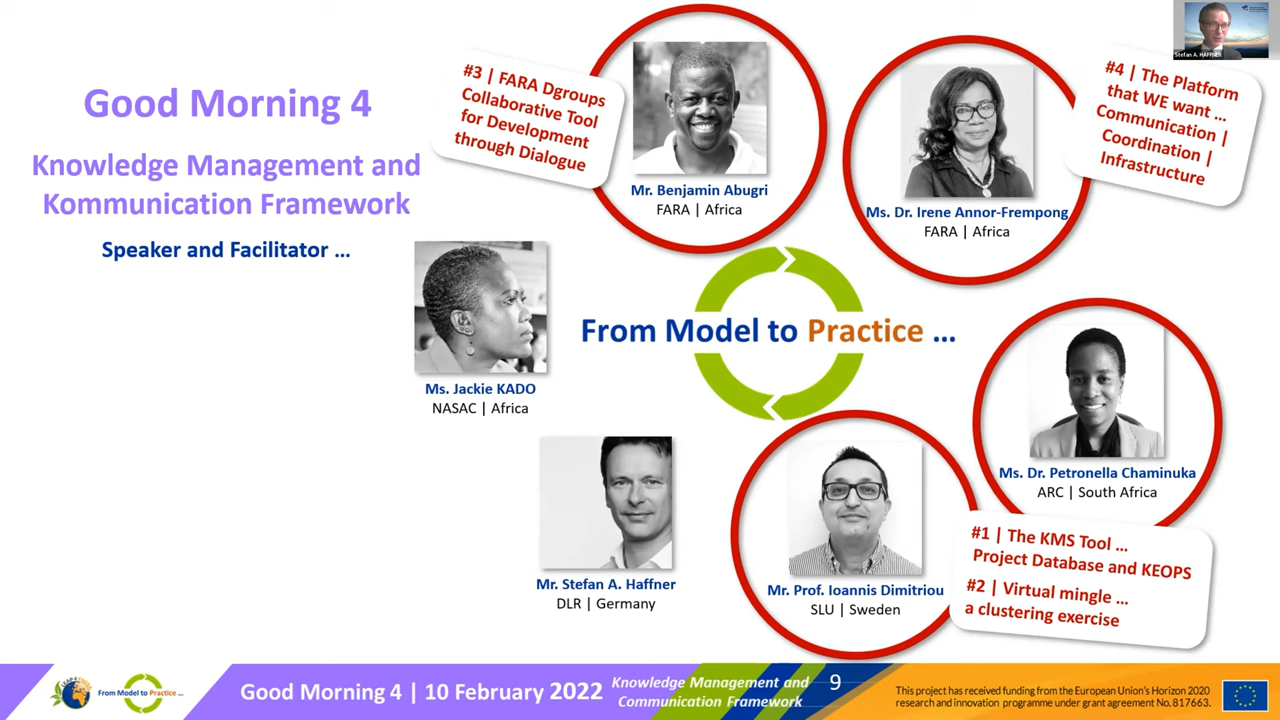 Good Morning 4
Knowledge Management and
Kommunication Framework
Speaker and Facilitator ...
#3 | FARA Dgroups
Collaborative Tool
for Development
through Dialogue
Mr. Benjamin Abugri
FARA | Africa
Ms. Dr. Irene Annor-Frempong
FARA | Africa
#4 | The Platform
that WE want ...
Communication |
Coordination |
Infrastructure
Stefan A. HAFFNER
Ms. Jackie KADO
NASAC | Africa
From Model to Practice ...
Ms. Dr. Petronella Chaminuka
ARC | South Africa
Mr. Stefan A. Haffner
DLR | Germany
Mr. Prof. Ioannis Dimitriou
SLU | Sweden
#1 | The KMS Tool ...
Project Database and KEOPS
#2 | Virtual mingle ...
a clustering exercise
From Model to Practice ...
Good Morning 4 | 10 February 2022
Knowledge Management and
Communication Framework
9
This project has received funding from the European Union's Horizon 2020
research and innovation programme under grant agreement No. 817663.